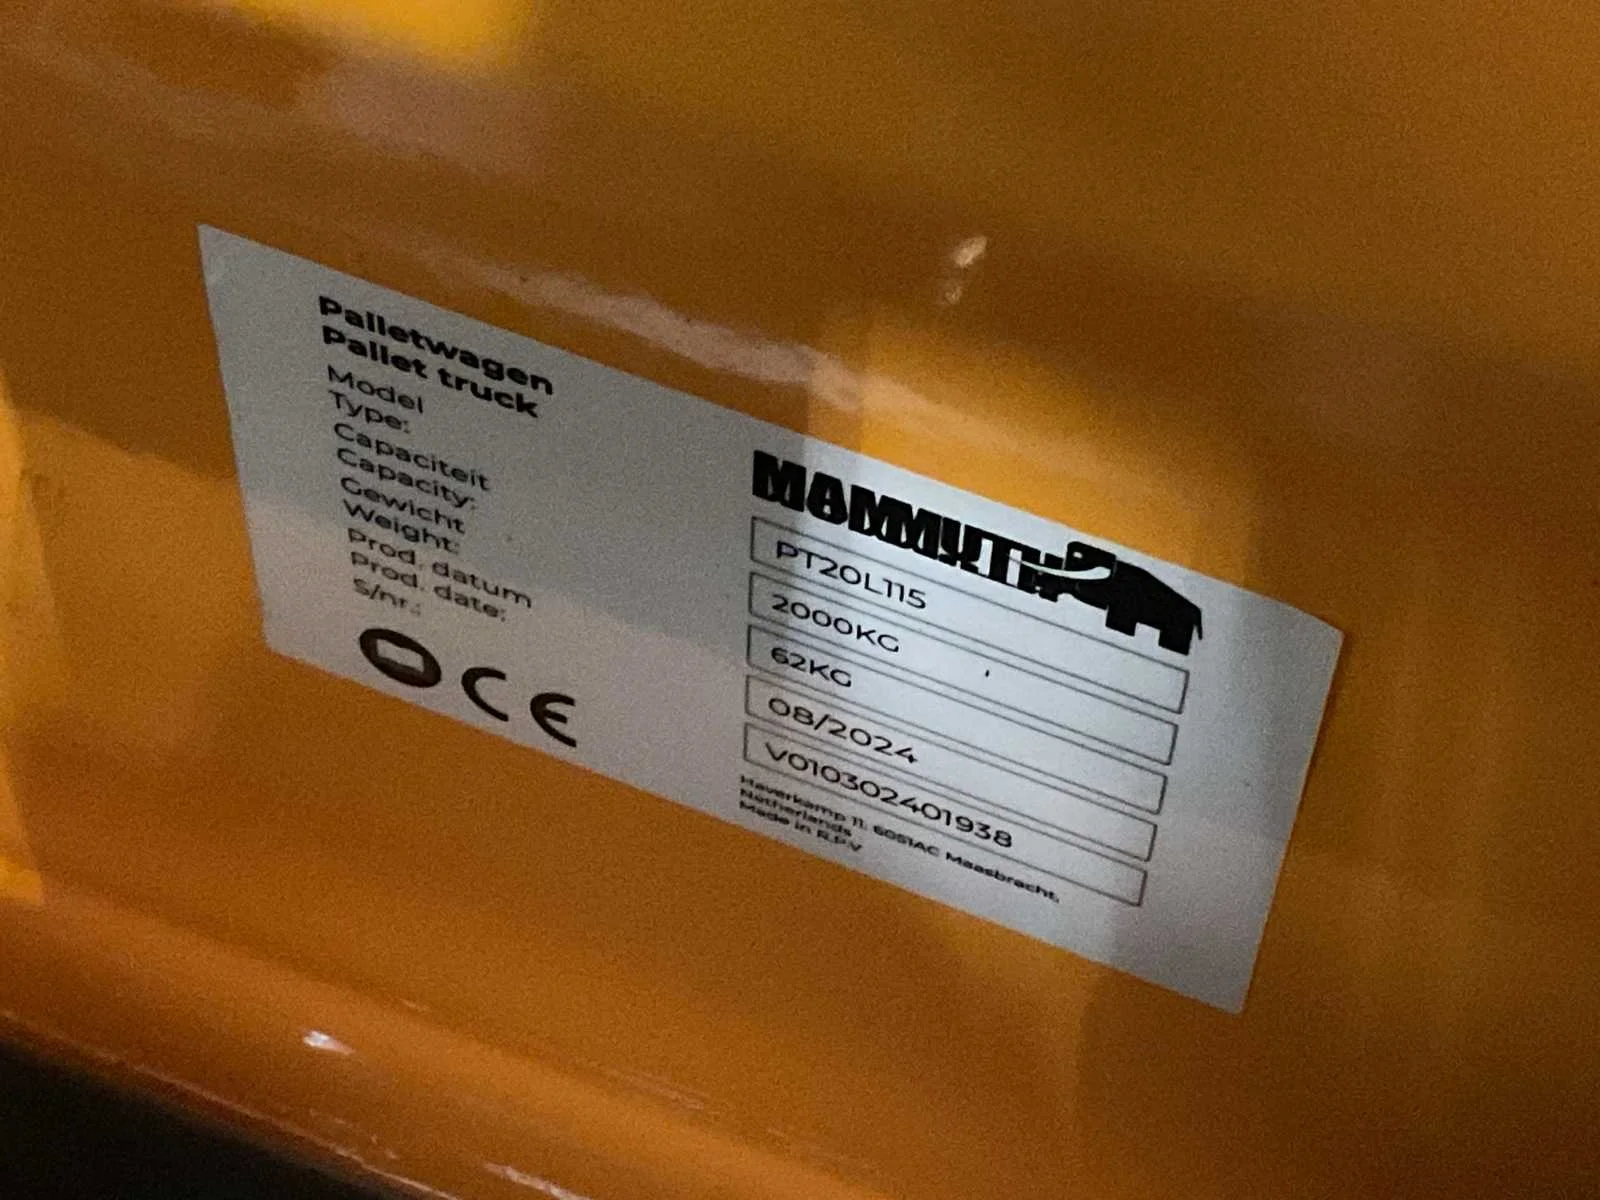 Palletwagen
Pallet truck
Model
Type:
Capaciteit
Capacity:
Gewicht
Weight:
Prod. datum
Prod. date:
S/nr.:
CE
MAMMUTH
PT20L115
2000KG
62KG
08/2024
V010302401938
Haverkamp 11. 6051AC Maasbracht,
Netherlands
Made in R.P.V